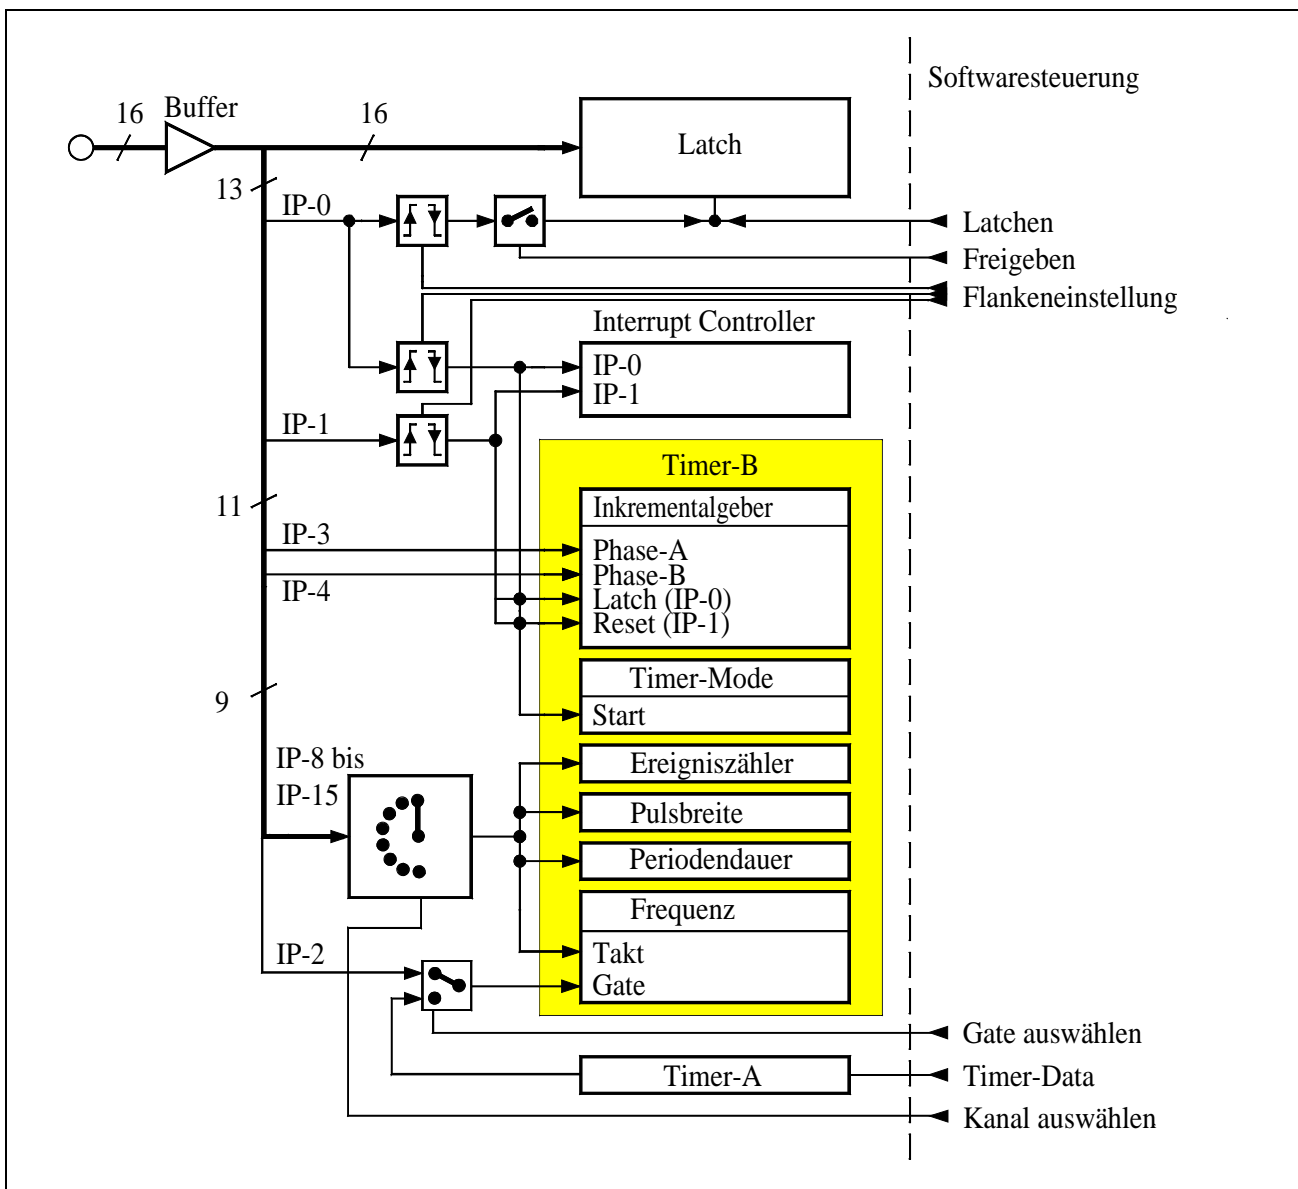 Softwaresteuerung
Buffer
16
16
Latch
13
IP-0
Latchen
Freigeben
Flankeneinstellung
Interrupt Controller
IP-0
IP-1
IP-1
Timer-B
Inkrementalgeber
11
IP-3
Phase-A
Phase-B
IP-4
Latch (IP-0)
Reset (IP-1)
Timer-Mode
9
Start
IP-8 bis
IP-15
Ereigniszähler
Pulsbreite
Periodendauer
Frequenz
IP-2
Takt
Gate
Gate auswählen
Timer-A
Timer-Data
Kanal auswählen